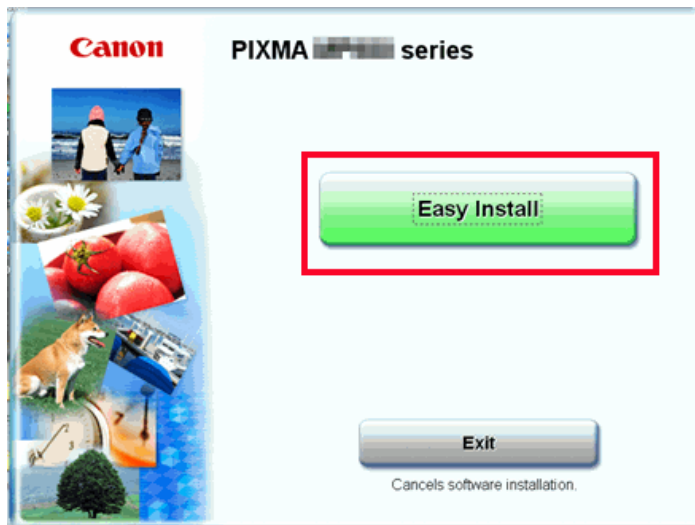 Canon
PIXMA series
Easy Install
Exit
Cancels software installation.